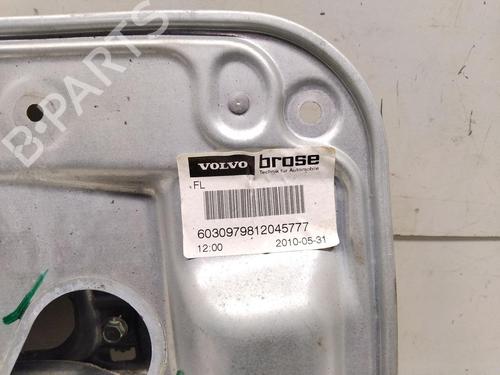 B-PARTS
VOLVO brose
Technik für Automobile
FL
6030979812045777
12:00 2010-05-31